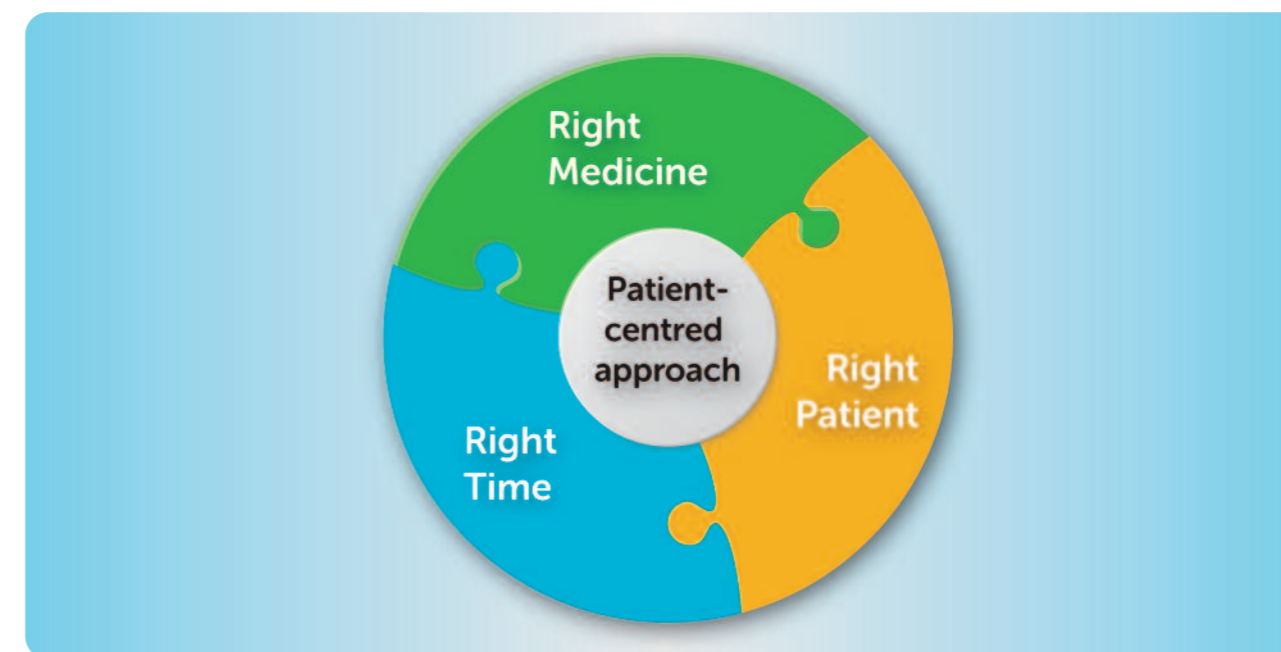 Right
Medicine
Patient-
centred
approach
Right
Patient
Right
Time